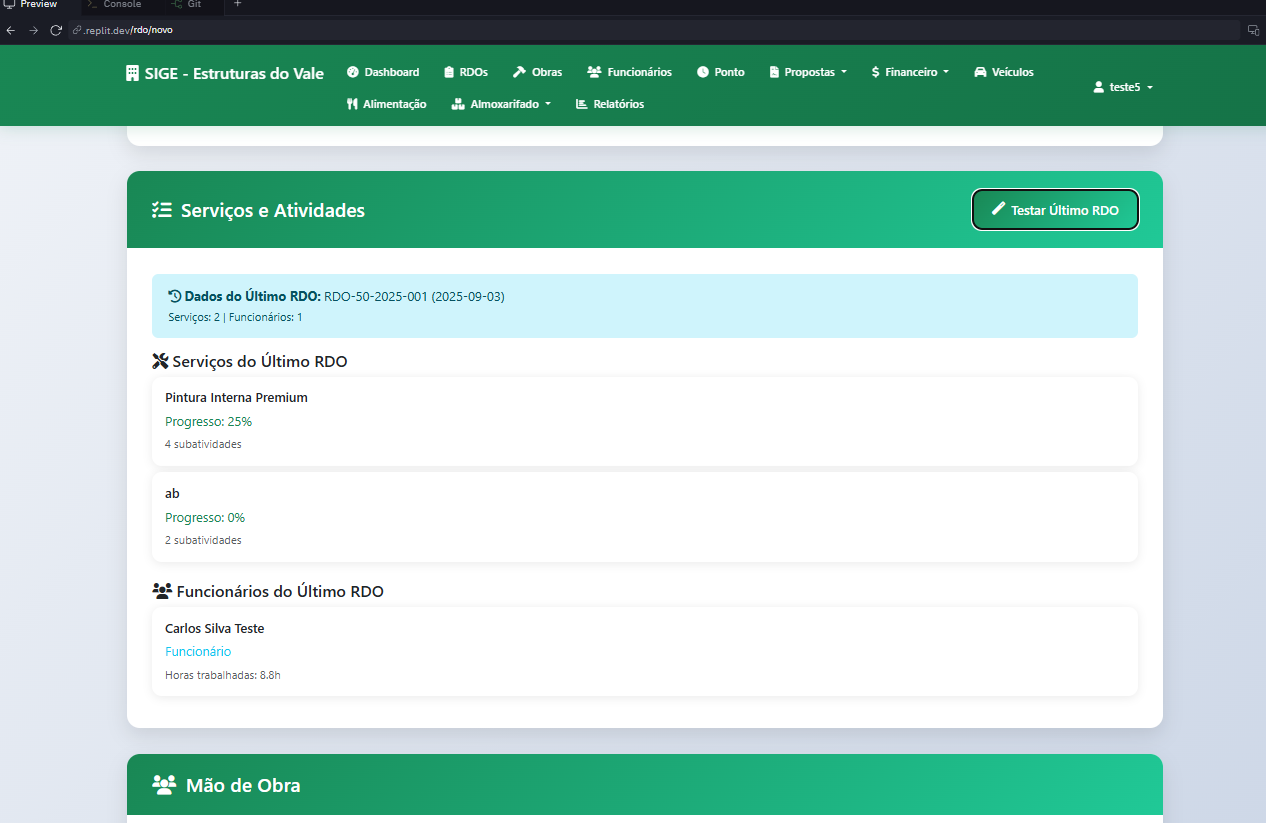 Preview
Console
Git
.replit.dev/rdo/novo
SIGE - Estruturas do Vale
Dashboard
RDOs
Obras
Funcionários
Ponto
Propostas
Financeiro
Veículos
Alimentação
Almoxarifado
Relatórios
teste5
Serviços e Atividades
Testar Último RDO
Dados do Último RDO: RDO-50-2025-001 (2025-09-03)
Serviços: 2 | Funcionários: 1
Serviços do Último RDO
Pintura Interna Premium
Progresso: 25%
4 subatividades
ab
Progresso: 0%
2 subatividades
Funcionários do Último RDO
Carlos Silva Teste
Funcionário
Horas trabalhadas: 8.8h
Mão de Obra